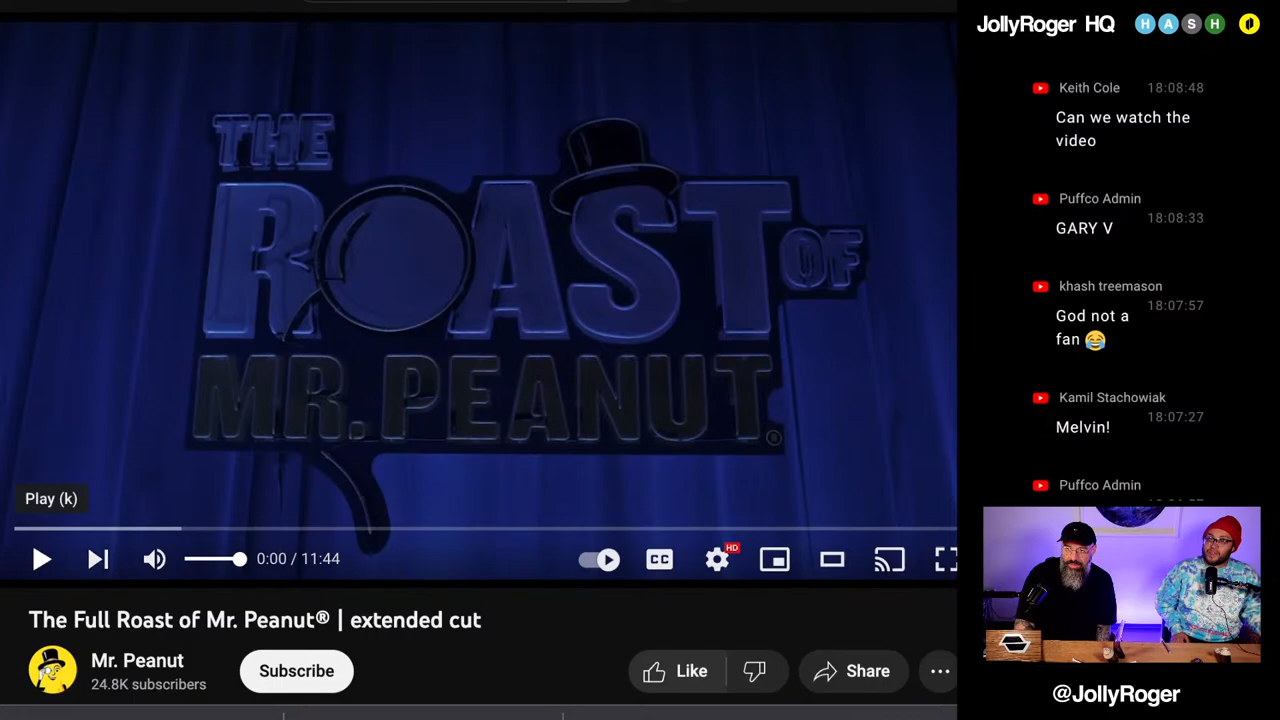 THE
ROAST OF
MR. PEANUT®
Play (k)
0:00 / 11:44
CC
HD
The Full Roast of Mr. Peanut® | extended cut
Mr. Peanut
24.8K subscribers
Subscribe
Like
Share
JollyRoger HQ
H A S H
Keith Cole 18:08:48
Can we watch the
video
Puffco Admin 18:08:33
GARY V
khash treemason 18:07:57
God not a
fan 😂
Kamil Stachowiak 18:07:27
Melvin!
Puffco Admin
@JollyRoger